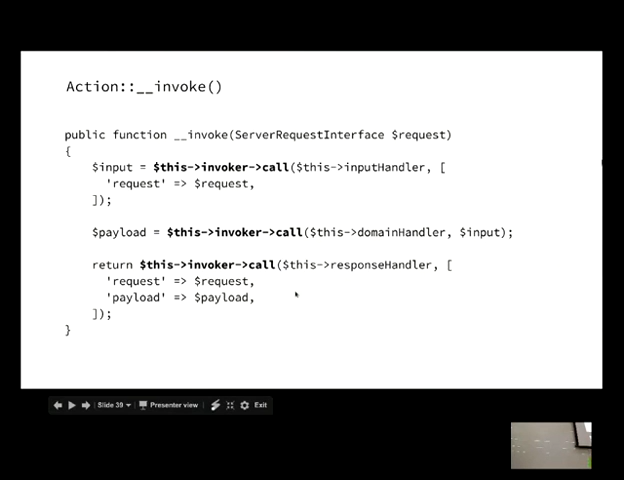 Action::__invoke()
public function __invoke(ServerRequestInterface $request)
{
$input = $this->invoker->call($this->inputHandler, [
'request' => $request,
]);
$payload = $this->invoker->call($this->domainHandler, $input);
return $this->invoker->call($this->responseHandler, [
'request' => $request,
'payload' => $payload,
]);
}
Slide 39 Presenter view Exit